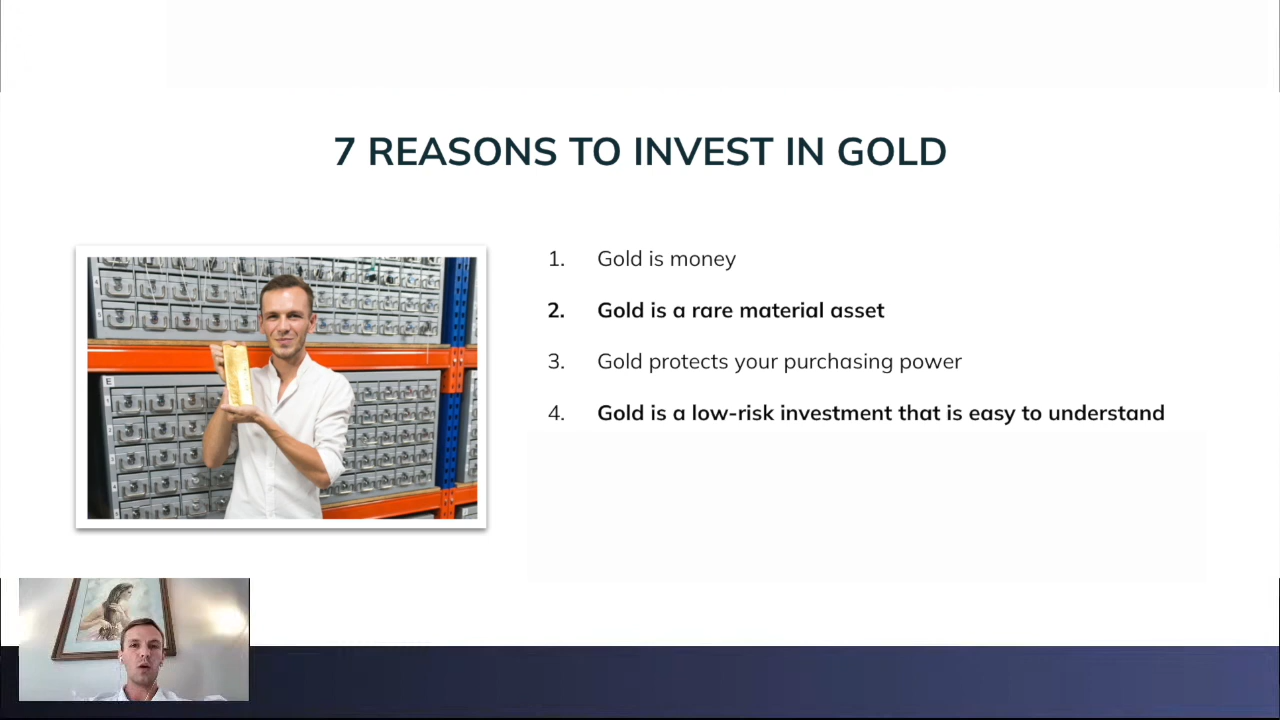 7 REASONS TO INVEST IN GOLD
1. Gold is money
2. Gold is a rare material asset
3. Gold protects your purchasing power
4. Gold is a low-risk investment that is easy to understand
E